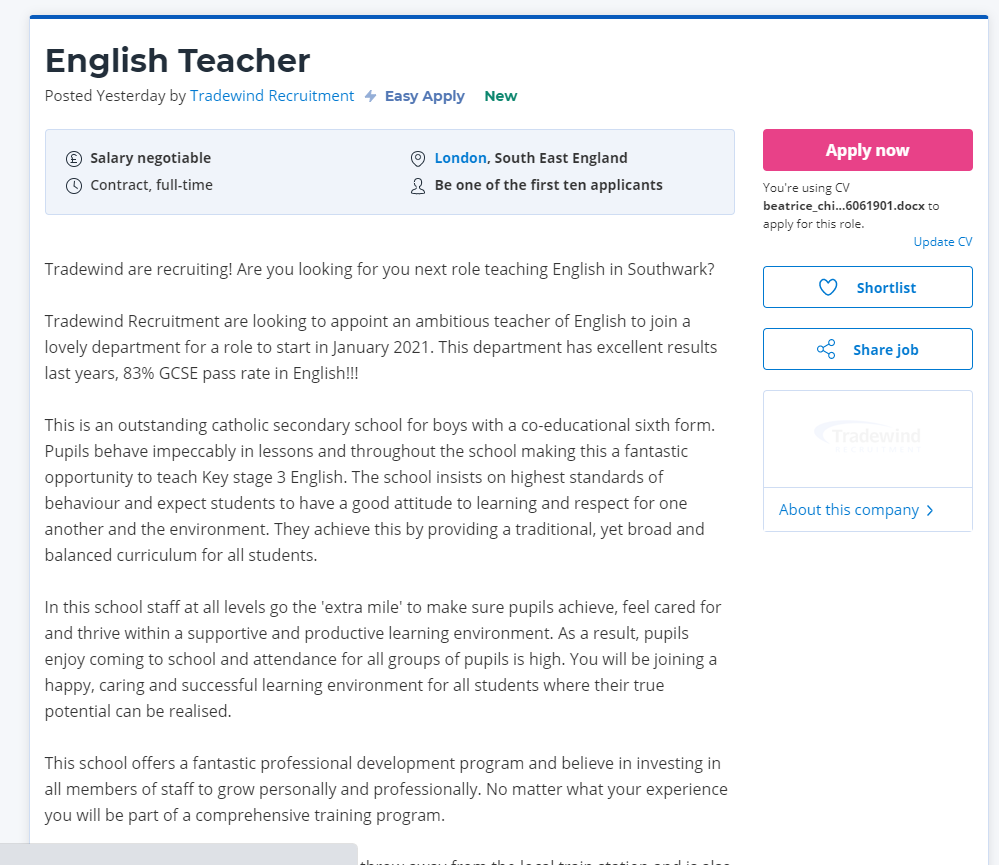 English Teacher
Posted Yesterday by Tradewind Recruitment Easy Apply New
Salary negotiable
London, South East England
Contract, full-time
Be one of the first ten applicants
Apply now
You're using CV
beatrice_chi...6061901.docx to
apply for this role.
Update CV
Shortlist
Share job
Tradewind
RECRUITMENT
About this company
Tradewind are recruiting! Are you looking for you next role teaching English in Southwark?
Tradewind Recruitment are looking to appoint an ambitious teacher of English to join a
lovely department for a role to start in January 2021. This department has excellent results
last years, 83% GCSE pass rate in English!!!
This is an outstanding catholic secondary school for boys with a co-educational sixth form.
Pupils behave impeccably in lessons and throughout the school making this a fantastic
opportunity to teach Key stage 3 English. The school insists on highest standards of
behaviour and expect students to have a good attitude to learning and respect for one
another and the environment. They achieve this by providing a traditional, yet broad and
balanced curriculum for all students.
In this school staff at all levels go the 'extra mile' to make sure pupils achieve, feel cared for
and thrive within a supportive and productive learning environment. As a result, pupils
enjoy coming to school and attendance for all groups of pupils is high. You will be joining a
happy, caring and successful learning environment for all students where their true
potential can be realised.
This school offers a fantastic professional development program and believe in investing in
all members of staff to grow personally and professionally. No matter what your experience
you will be part of a comprehensive training program.
throw away from the local train station and is also